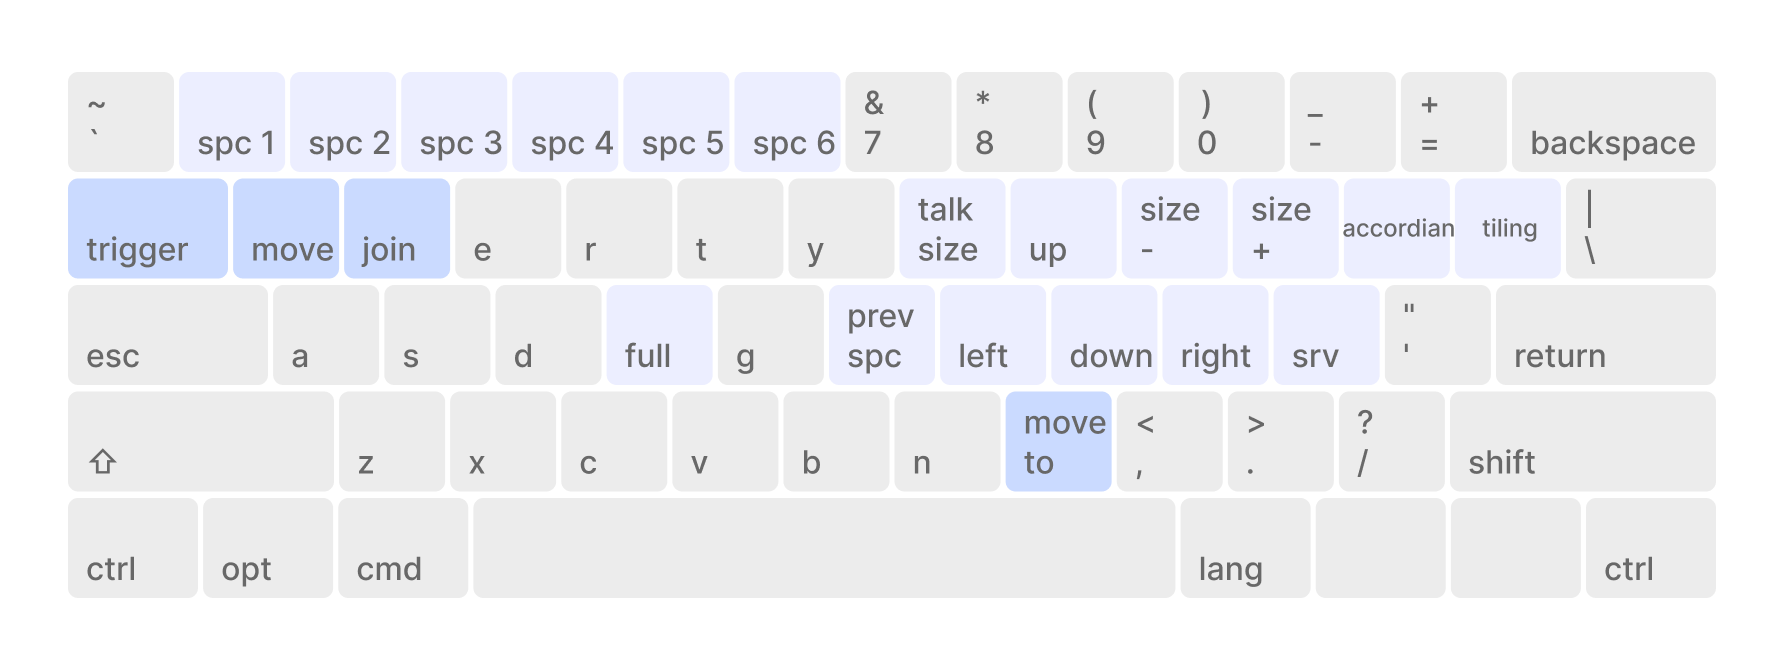 ~ & * ( ) _ +
` spc 1 spc 2 spc 3 spc 4 spc 5 spc 6 7 8 9 0 - = backspace
talk size size |
trigger move join e r t y size up - + accordian tiling \
prev "
esc a s d full g spc left down right srv ' return
move < > ?
⇧ z x c v b n to , . / shift
ctrl opt cmd lang ctrl